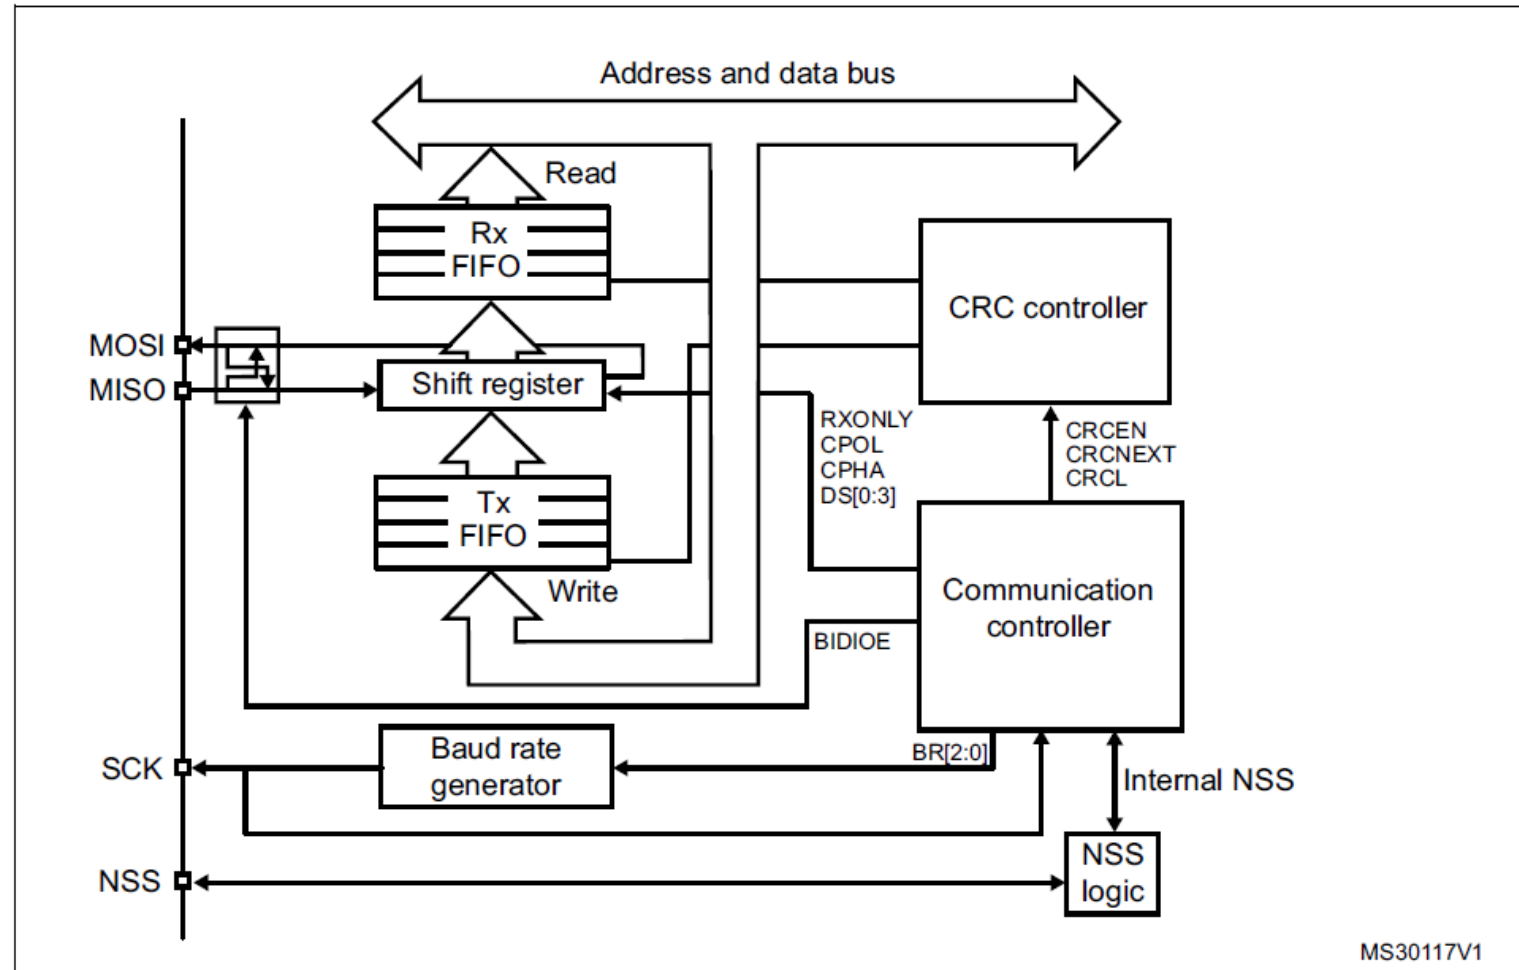 Address and data bus
Read
Rx
FIFO
CRC controller
MOSI
MISO
Shift register
RXONLY
CPOL
CPHA
DS[0:3]
CRCEN
CRCNEXT
CRCL
Tx
FIFO
Write
Communication
controller
BIDIOE
Baud rate
generator
BR[2:0]
SCK
Internal NSS
NSS
NSS
logic
MS30117V1